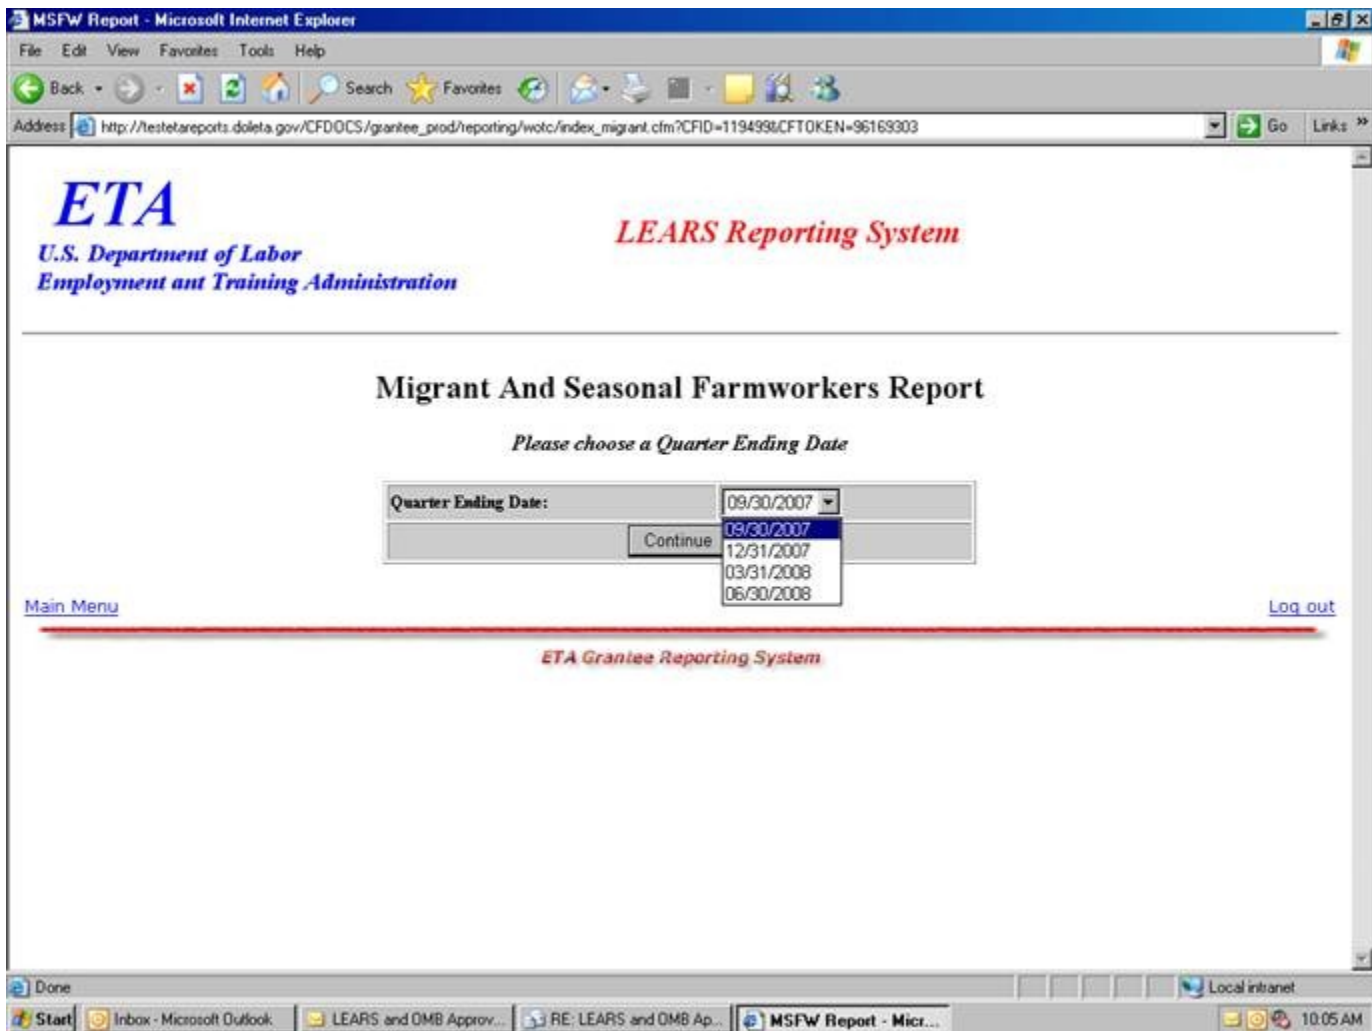 MSFW Report - Microsoft Internet Explorer
File Edit View Favorites Tools Help
Back Search Favorites
Address http://testetareports.doleta.gov/CFDOCS/grantee_prod/reporting/wotc/index_migrant.cfm?CFID=119499&CFTOKEN=96169303 Go Links »
ETA
LEARS Reporting System
U.S. Department of Labor
Employment ant Training Administration
Migrant And Seasonal Farmworkers Report
Please choose a Quarter Ending Date
Quarter Ending Date: 09/30/2007
Continue
09/30/2007
12/31/2007
03/31/2008
06/30/2008
Main Menu Log out
ETA Grantee Reporting System
Done Local intranet
Start Inbox - Microsoft Outlook LEARS and OMB Approv... RE: LEARS and OMB Ap... MSFW Report - Micr... 10:05 AM